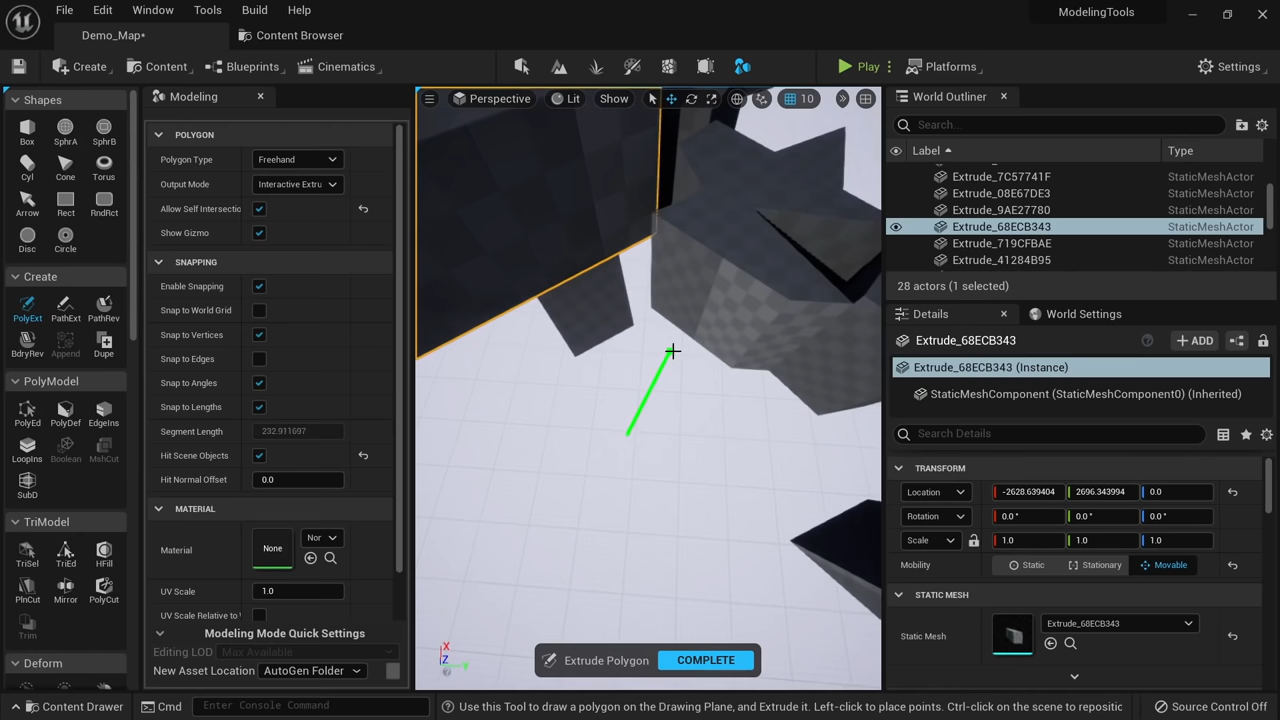 File Edit Window Tools Build Help ModelingTools
Demo_Map* Content Browser
Create Content Blueprints Cinematics Play Platforms Settings
Shapes
Box SphrA SphrB
Cyl Cone Torus
Arrow Rect RndRct
Disc Circle
Create
PolyExt PathExt PathRev
BdryRev Append Dupe
PolyModel
PolyEd PolyDef EdgeIns
LoopIns Boolean MshCut
SubD
TriModel
TriSel TriEd HFill
PlnCut Mirror PolyCut
Trim
Deform
Modeling
POLYGON
Polygon Type Freehand
Output Mode Interactive Extru
Allow Self Intersectio
Show Gizmo
SNAPPING
Enable Snapping
Snap to World Grid
Snap to Vertices
Snap to Edges
Snap to Angles
Snap to Lengths
Segment Length 232.911697
Hit Scene Objects
Hit Normal Offset 0.0
MATERIAL
Material None Nor
UV Scale 1.0
UV Scale Relative to
Modeling Mode Quick Settings
Editing LOD Max Available
New Asset Location AutoGen Folder
Perspective Lit Show 10
X
Z
Extrude Polygon COMPLETE
World Outliner
Search...
Label Type
Extrude_7C57741F StaticMeshActor
Extrude_08E67DE3 StaticMeshActor
Extrude_9AE27780 StaticMeshActor
Extrude_68ECB343 StaticMeshActor
Extrude_719CFBAE StaticMeshActor
Extrude_41284B95 StaticMeshActor
28 actors (1 selected)
Details World Settings
Extrude_68ECB343 ADD
Extrude_68ECB343 (Instance)
StaticMeshComponent (StaticMeshComponent0) (Inherited)
Search Details
TRANSFORM
Location -2628.639404 2696.343994 0.0
Rotation 0.0 ° 0.0 ° 0.0 °
Scale 1.0 1.0 1.0
Mobility Static Stationary Movable
STATIC MESH
Static Mesh Extrude_68ECB343
Content Drawer Cmd Enter Console Command Use this Tool to draw a polygon on the Drawing Plane, and Extrude it. Left-click to place points. Ctrl-click on the scene to repositic Source Control Off